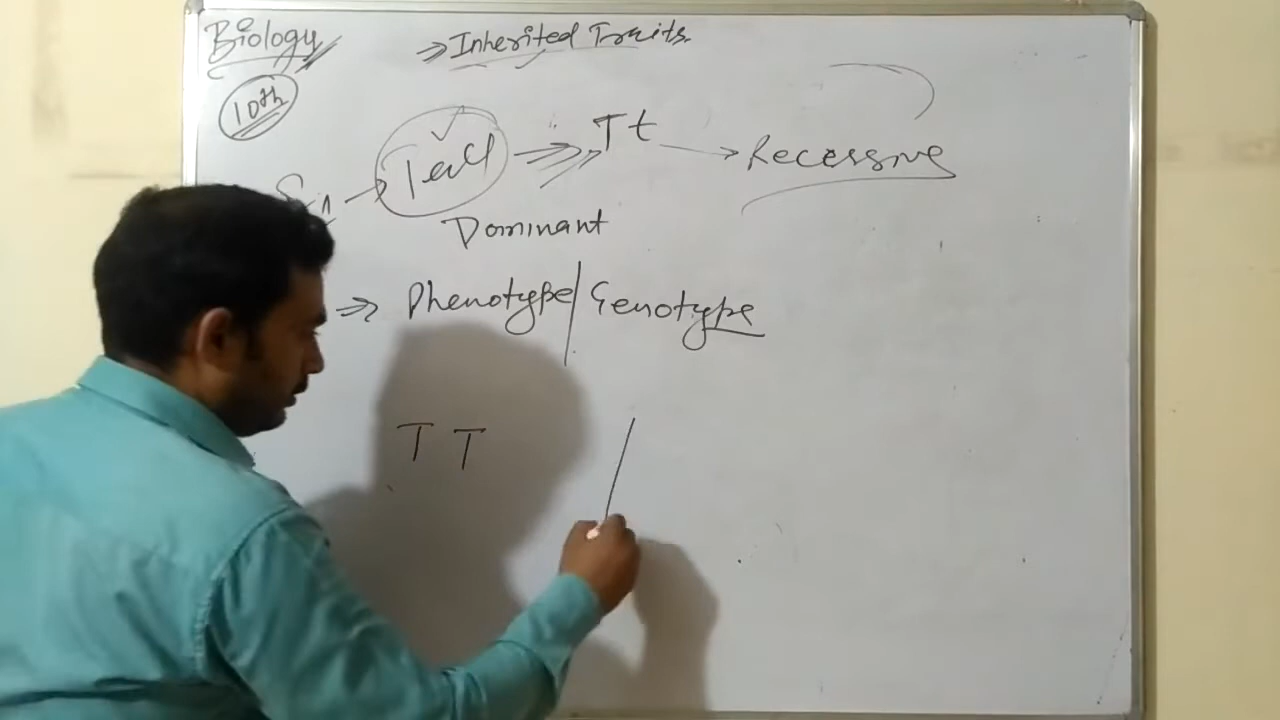 Biology ⇒ Inherited Traits.
10th
Tall ⇒ Tt → Recessive
Dominant
⇒ Phenotype / Genotype
T T